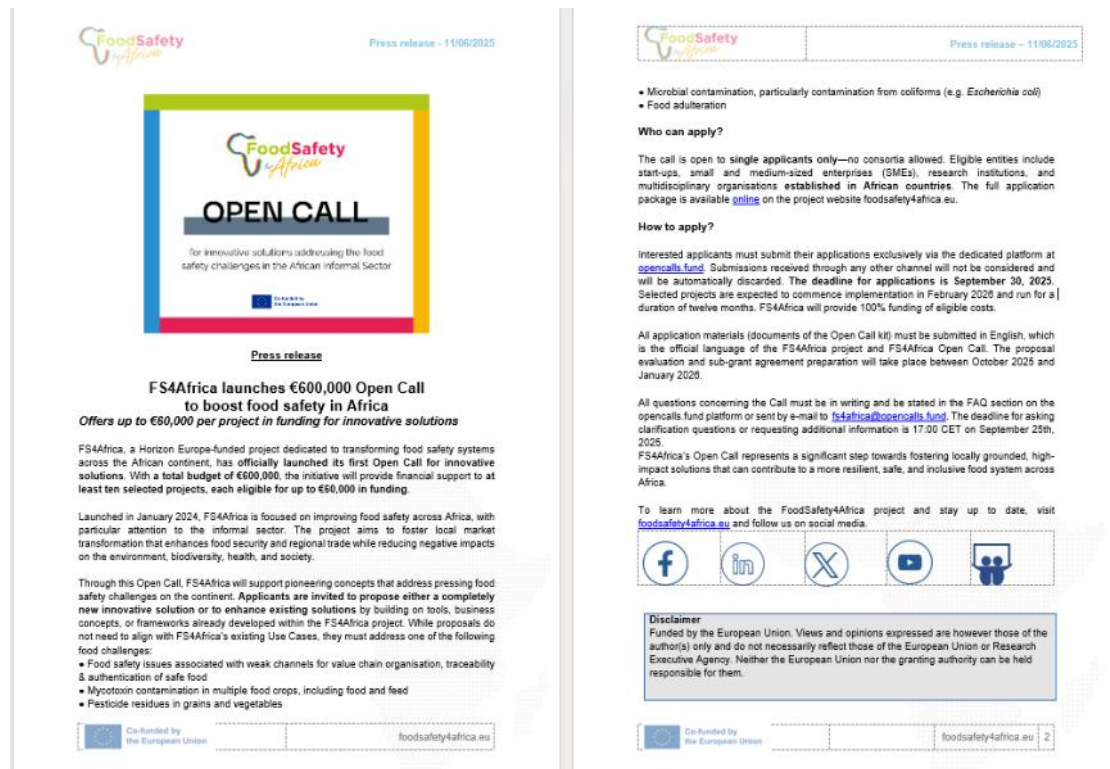 FoodSafety
by Africa
Press release - 11/06/2025
FoodSafety
by Africa
OPEN CALL
for innovative solutions addressing the food
safety challenges in the African Informal Sector
Co-funded by
the European Union
Press release
FS4Africa launches €600,000 Open Call
to boost food safety in Africa
Offers up to €60,000 per project in funding for innovative solutions
FS4Africa, a Horizon Europe-funded project dedicated to transforming food safety systems
across the African continent, has officially launched its first Open Call for innovative
solutions. With a total budget of €600,000, the initiative will provide financial support to at
least ten selected projects, each eligible for up to €60,000 in funding.
Launched in January 2024, FS4Africa is focused on improving food safety across Africa, with
particular attention to the informal sector. The project aims to foster local market
transformation that enhances food security and regional trade while reducing negative impacts
on the environment, biodiversity, health, and society.
Through this Open Call, FS4Africa will support pioneering concepts that address pressing food
safety challenges on the continent. Applicants are invited to propose either a completely
new innovative solution or to enhance existing solutions by building on tools, business
concepts, or frameworks already developed within the FS4Africa project. While proposals do
not need to align with FS4Africa's existing Use Cases, they must address one of the following
food challenges:
● Food safety issues associated with weak channels for value chain organisation, traceability
& authentication of safe food
● Mycotoxin contamination in multiple food crops, including food and feed
● Pesticide residues in grains and vegetables
Co-funded by
the European Union
foodsafety4africa.eu
FoodSafety
by Africa
Press release – 11/06/2025
● Microbial contamination, particularly contamination from coliforms (e.g. Escherichia coli)
● Food adulteration
Who can apply?
The call is open to single applicants only—no consortia allowed. Eligible entities include
start-ups, small and medium-sized enterprises (SMEs), research institutions, and
multidisciplinary organisations established in African countries. The full application
package is available online on the project website foodsafety4africa.eu.
How to apply?
Interested applicants must submit their applications exclusively via the dedicated platform at
opencalls.fund. Submissions received through any other channel will not be considered and
will be automatically discarded. The deadline for applications is September 30, 2025.
Selected projects are expected to commence implementation in February 2026 and run for a
duration of twelve months. FS4Africa will provide 100% funding of eligible costs.
All application materials (documents of the Open Call kit) must be submitted in English, which
is the official language of the FS4Africa project and FS4Africa Open Call. The proposal
evaluation and sub-grant agreement preparation will take place between October 2025 and
January 2026.
All questions concerning the Call must be in writing and be stated in the FAQ section on the
opencalls.fund platform or sent by e-mail to fs4africa@opencalls.fund. The deadline for asking
clarification questions or requesting additional information is 17:00 CET on September 25th,
2025.
FS4Africa's Open Call represents a significant step towards fostering locally grounded, high-
impact solutions that can contribute to a more resilient, safe, and inclusive food system across
Africa.
To learn more about the FoodSafety4Africa project and stay up to date, visit
foodsafety4africa.eu and follow us on social media.
Disclaimer
Funded by the European Union. Views and opinions expressed are however those of the
author(s) only and do not necessarily reflect those of the European Union or Research
Executive Agency. Neither the European Union nor the granting authority can be held
responsible for them.
Co-funded by
the European Union
foodsafety4africa.eu 2